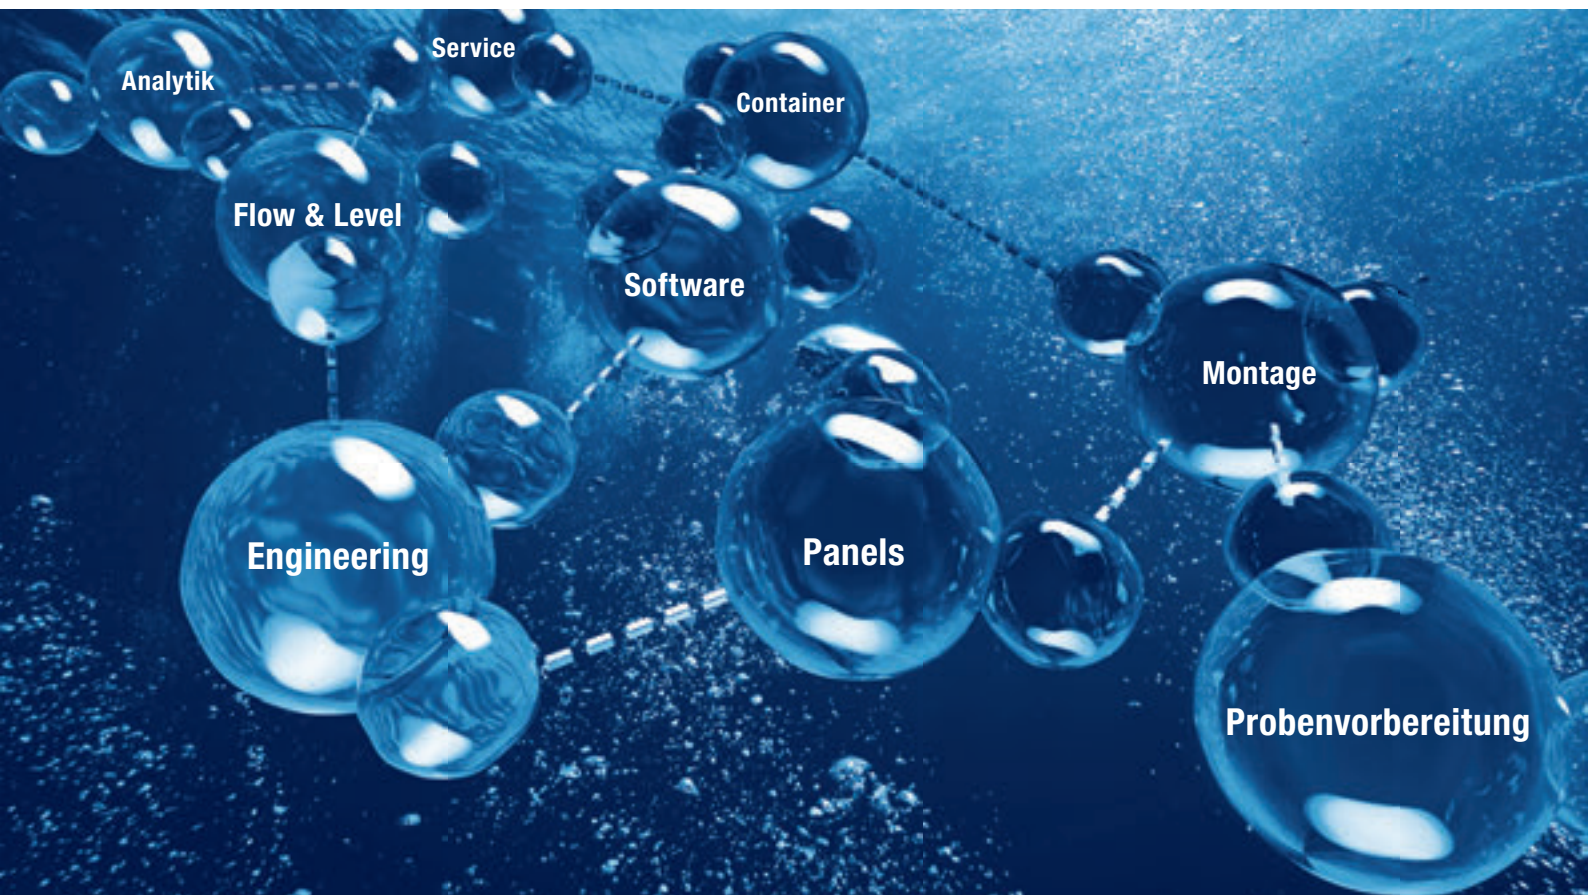 Service
Analytik
Container
Flow & Level
Software
Montage
Engineering
Panels
Probenvorbereitung